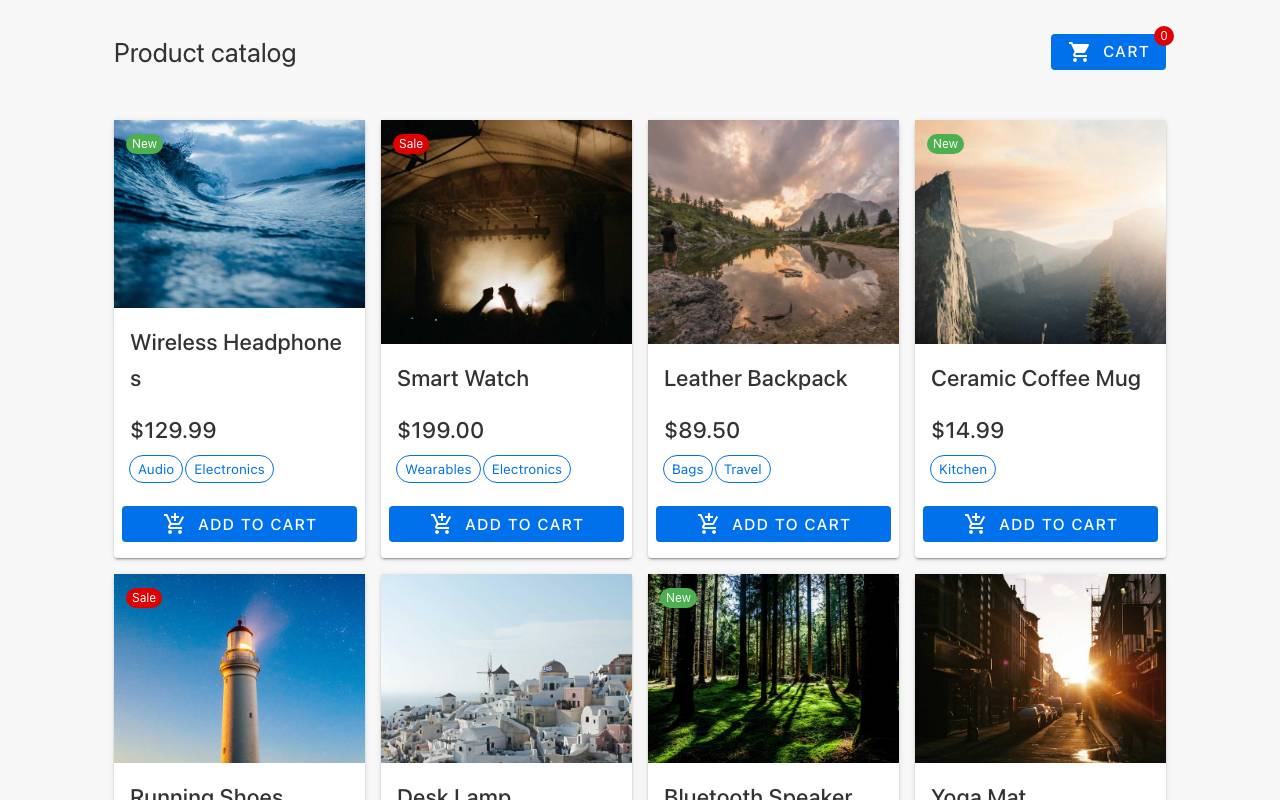 Product catalog
CART
0
New
Sale
New
Wireless Headphone
s
Smart Watch
Leather Backpack
Ceramic Coffee Mug
$129.99
$199.00
$89.50
$14.99
Audio
Electronics
Wearables
Electronics
Bags
Travel
Kitchen
ADD TO CART
ADD TO CART
ADD TO CART
ADD TO CART
Sale
New
Running Shoes
Desk Lamp
Bluetooth Speaker
Yoga Mat